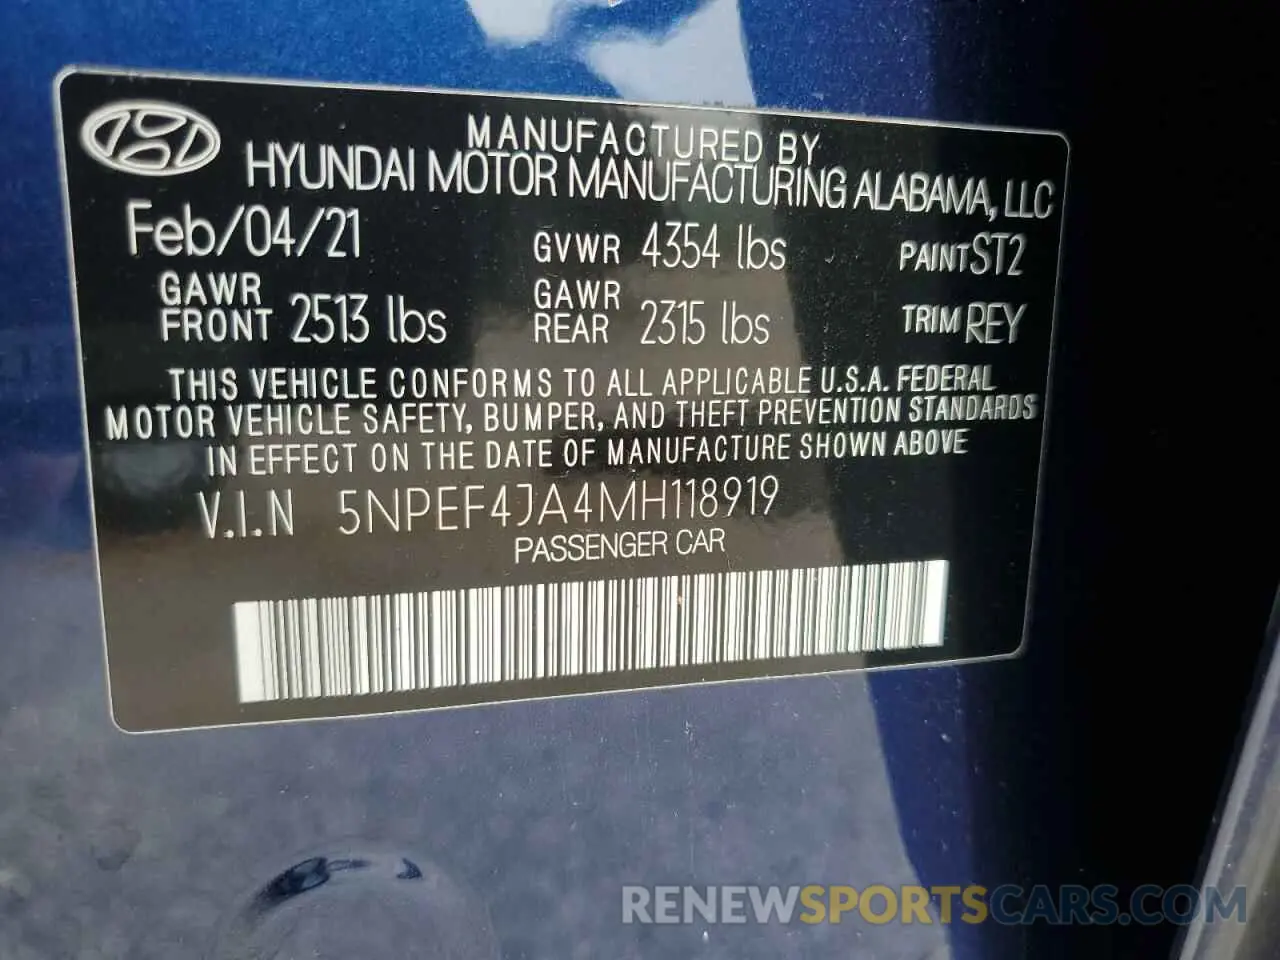 MANUFACTURED BY
HYUNDAI MOTOR MANUFACTURING ALABAMA, LLC
Feb/04/21 GVWR 4354 lbs PAINT ST2
GAWR FRONT 2513 lbs GAWR REAR 2315 lbs TRIM REY
THIS VEHICLE CONFORMS TO ALL APPLICABLE U.S.A. FEDERAL
MOTOR VEHICLE SAFETY, BUMPER, AND THEFT PREVENTION STANDARDS
IN EFFECT ON THE DATE OF MANUFACTURE SHOWN ABOVE
V.I.N 5NPEF4JA4MH118919
PASSENGER CAR
RENEWSPORTSCARS.COM